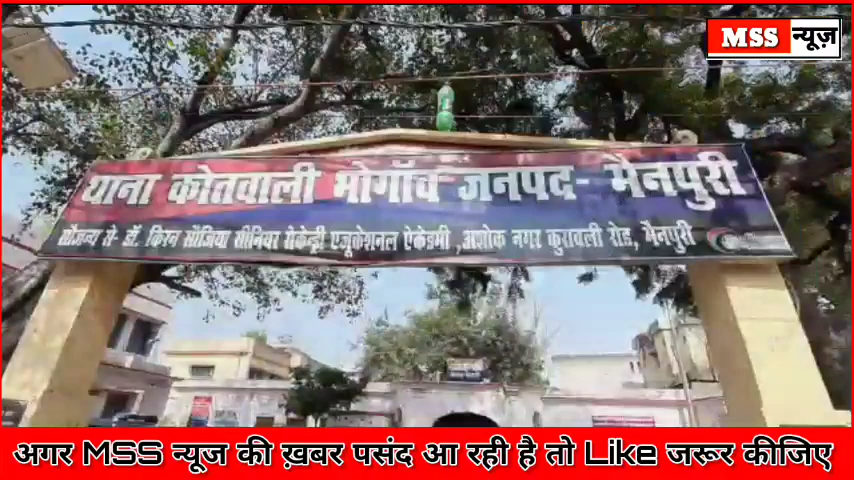 MSS न्यूज़
थाना कोतवाली भोगाँव जनपद- मैनपुरी
सौजन्य से- डॉ. किरन सौजिया सीनियर सेकेन्ड्री एजूकेशनल ऐकेडमी ,अशोक नगर कुरावली रोड, मैनपुरी
अगर MSS न्यूज की ख़बर पसंद आ रही है तो Like जरूर कीजिए